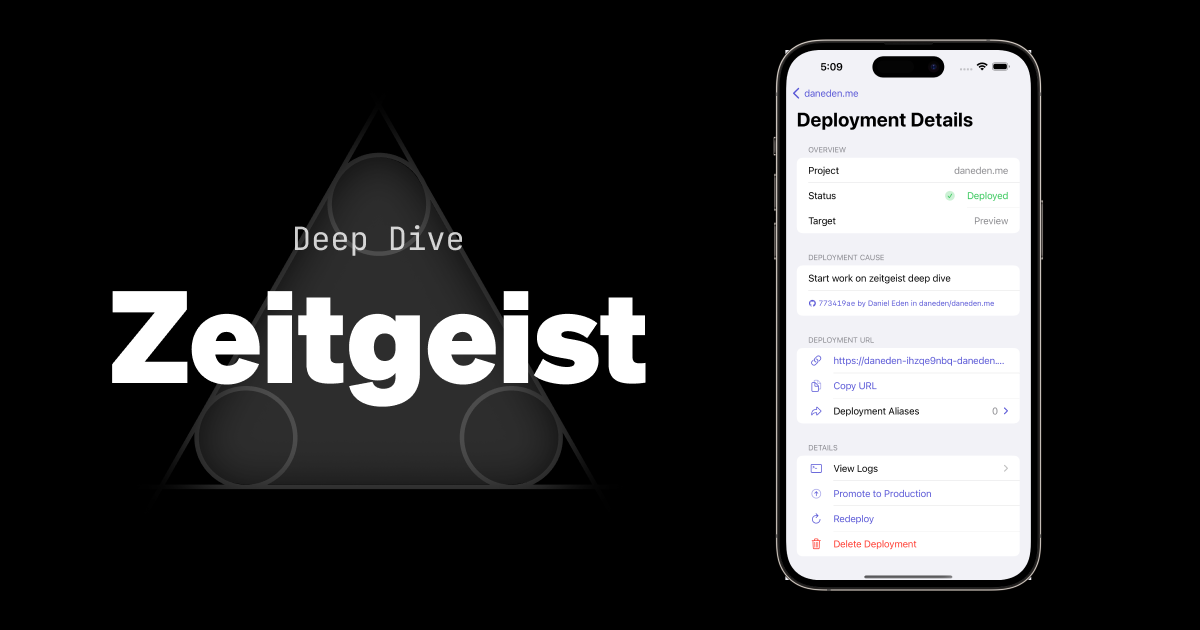 Deep Dive
Zeitgeist
5:09
daneden.me
Deployment Details
OVERVIEW
Project daneden.me
Status Deployed
Target Preview
DEPLOYMENT CAUSE
Start work on zeitgeist deep dive
773419ae by Daniel Eden in daneden/daneden.me
DEPLOYMENT URL
https://daneden-ihzqe9nbq-daneden....
Copy URL
Deployment Aliases 0
DETAILS
View Logs
Promote to Production
Redeploy
Delete Deployment